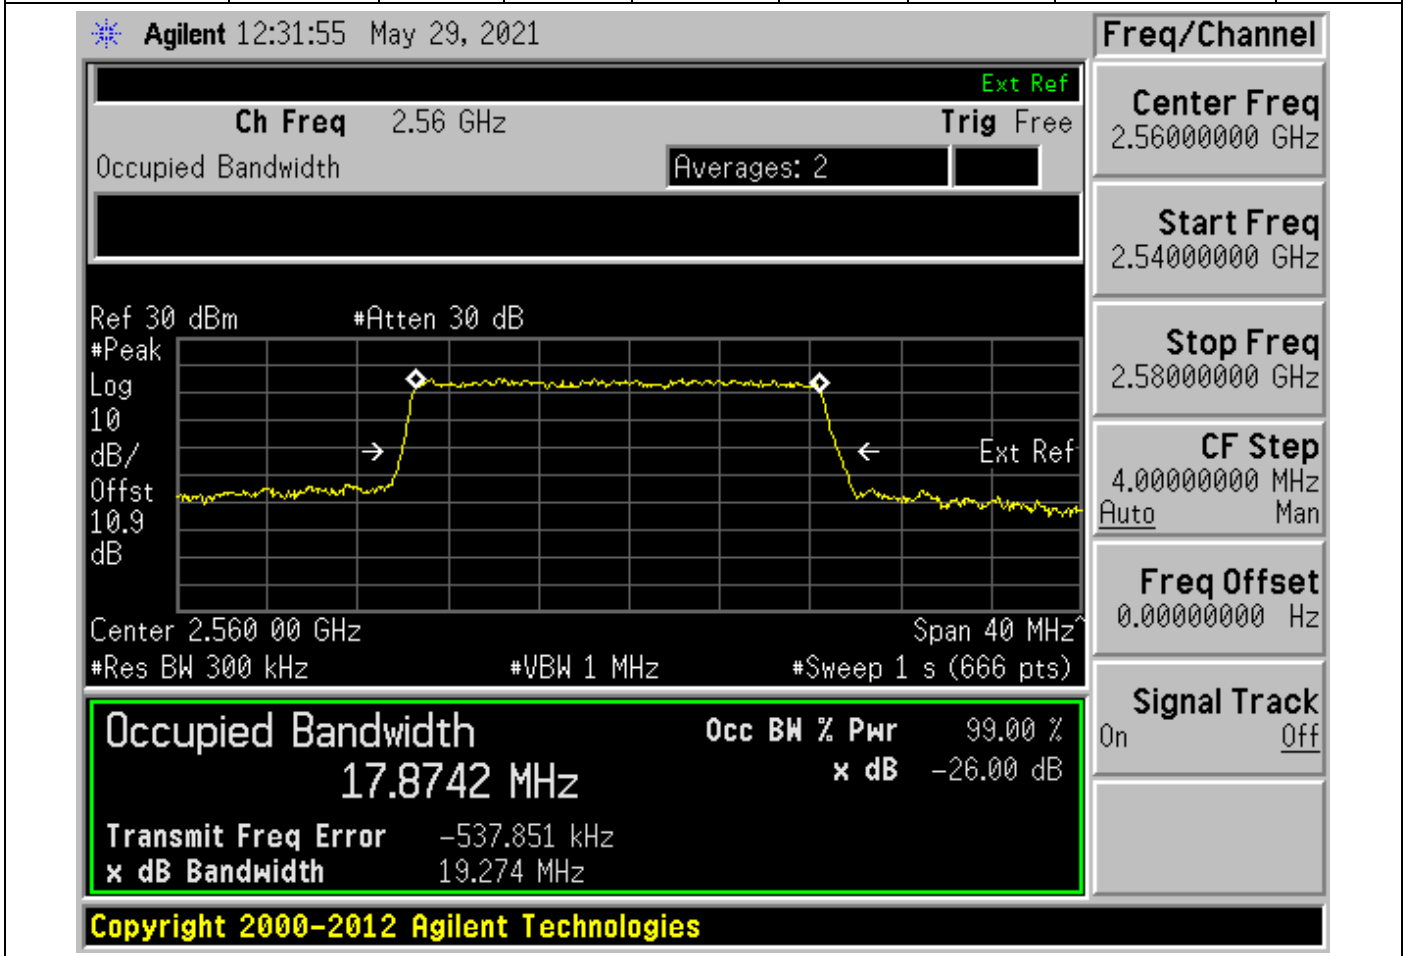 Agilent 12:31:55 May 29, 2021
Freq/Channel
Ext Ref
Ch Freq 2.56 GHz
Trig Free
Occupied Bandwidth
Averages: 2
Center Freq
2.56000000 GHz
Start Freq
2.54000000 GHz
Stop Freq
2.58000000 GHz
CF Step
4.00000000 MHz
Auto Man
Freq Offset
0.00000000 Hz
Signal Track
On Off
Ref 30 dBm #Atten 30 dB
#Peak
Log
10
dB/
Offst
10.9
dB
Ext Ref
Center 2.560 00 GHz Span 40 MHz^
#Res BW 300 kHz #VBW 1 MHz #Sweep 1 s (666 pts)
Occupied Bandwidth
17.8742 MHz
Occ BW % Pwr 99.00 %
x dB -26.00 dB
Transmit Freq Error -537.851 kHz
x dB Bandwidth 19.274 MHz
Copyright 2000-2012 Agilent Technologies